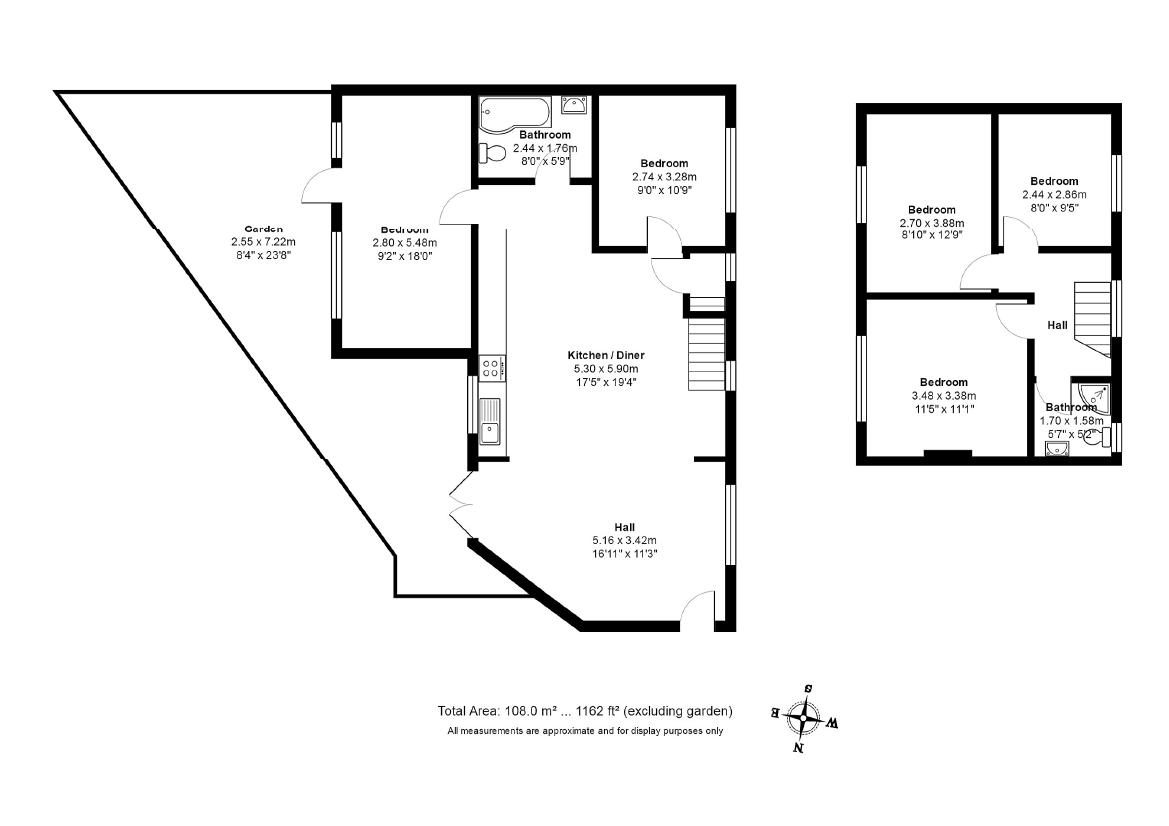 Bathroom
2.44 x 1.76m
8'0" x 5'9"
Bedroom
2.74 x 3.28m
9'0" x 10'9"
Garden
2.55 x 7.22m
8'4" x 23'8"
Bedroom
2.80 x 5.48m
9'2" x 18'0"
Kitchen / Diner
5.30 x 5.90m
17'5" x 19'4"
Hall
5.16 x 3.42m
16'11" x 11'3"
Bedroom
2.70 x 3.88m
8'10" x 12'9"
Bedroom
2.44 x 2.86m
8'0" x 9'5"
Hall
Bedroom
3.48 x 3.38m
11'5" x 11'1"
Bathroom
1.70 x 1.58m
5'7" x 5'2"
Total Area: 108.0 m² ... 1162 ft² (excluding garden)
All measurements are approximate and for display purposes only
S
E
W
N